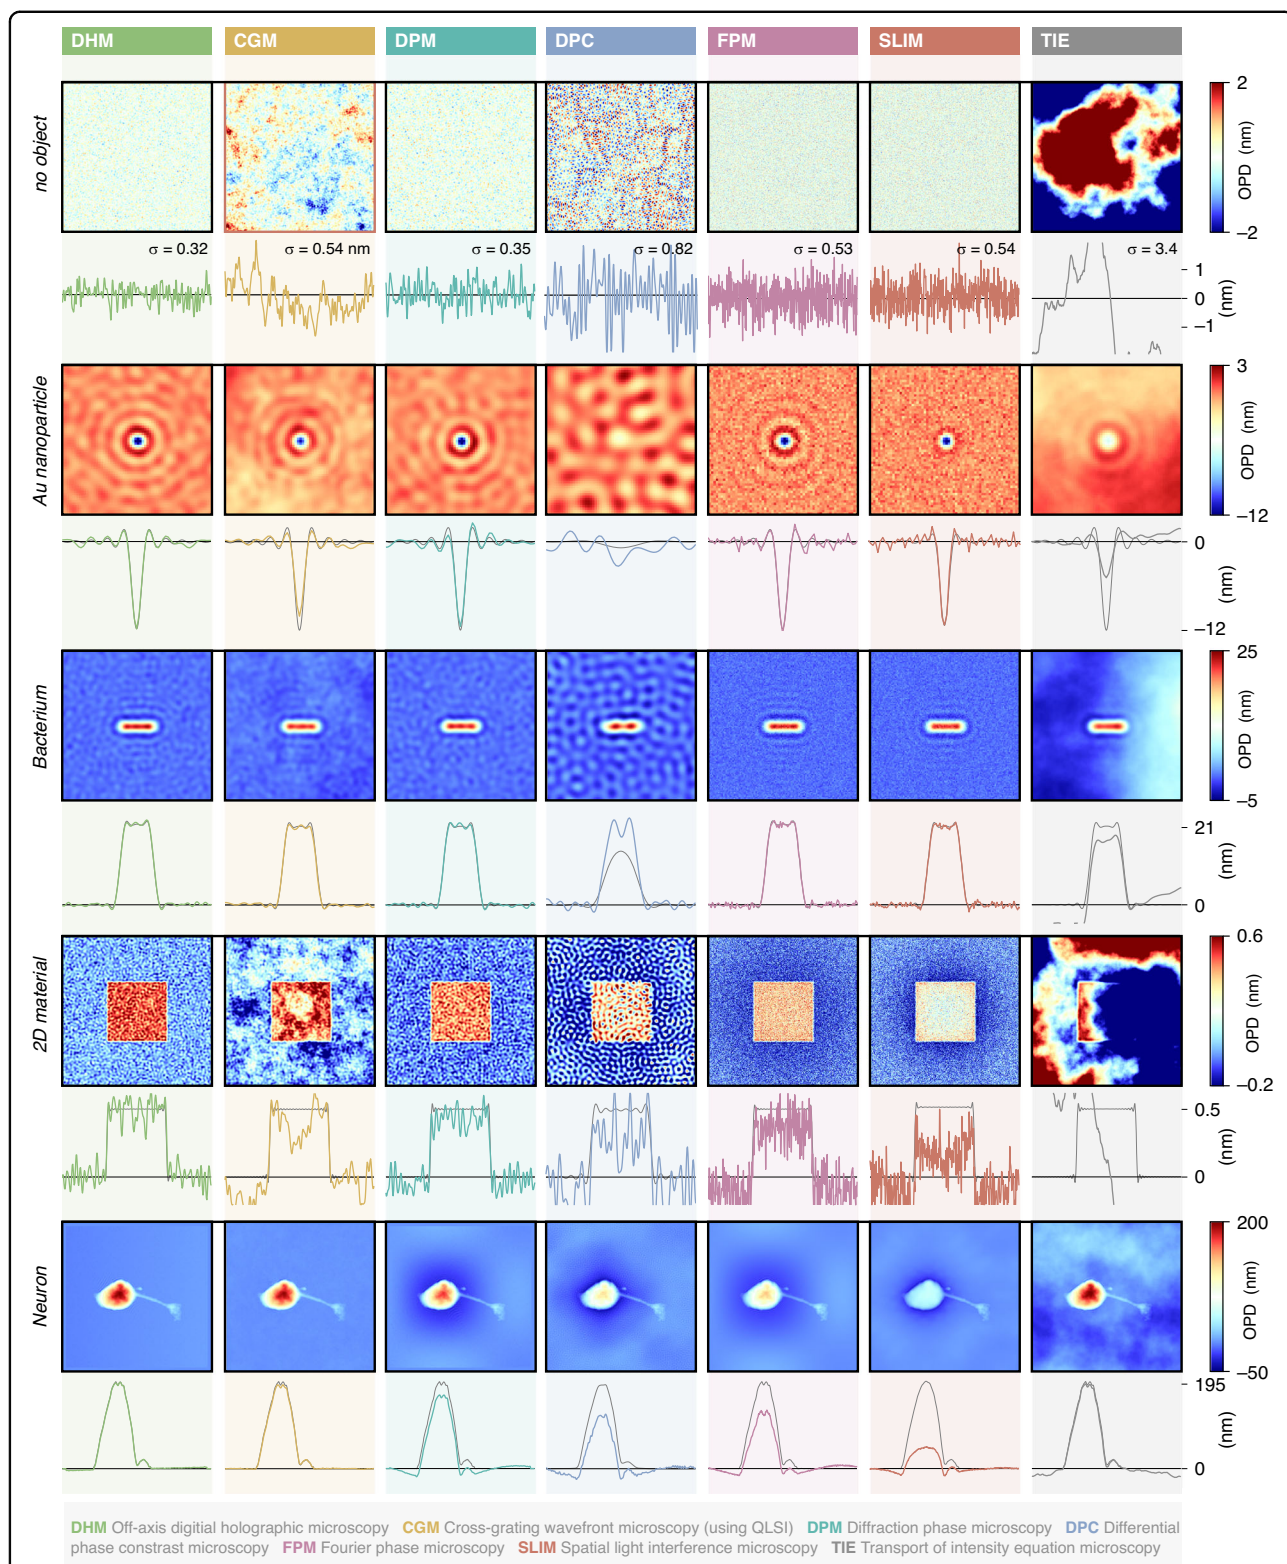 DHM CGM DPM DPC FPM SLIM TIE
no object
2
OPD (nm)
−2
σ = 0.32 σ = 0.54 nm σ = 0.35 σ = 0.82 σ = 0.53 σ = 0.54 σ = 3.4
1
0
−1
(nm)
Au nanoparticle
3
OPD (nm)
−12
0
(nm)
−12
Bacterium
25
OPD (nm)
−5
21
(nm)
0
2D material
0.6
OPD (nm)
−0.2
0.5
(nm)
0
Neuron
200
OPD (nm)
−50
195
(nm)
0
DHM Off-axis digitial holographic microscopy CGM Cross-grating wavefront microscopy (using QLSI) DPM Diffraction phase microscopy DPC Differential
phase constrast microscopy FPM Fourier phase microscopy SLIM Spatial light interference microscopy TIE Transport of intensity equation microscopy